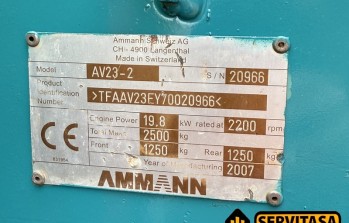 Ammann Schweiz AG
CH - 4900 Langenthal
Made in Switzerland
Model AV23-2 S/N 20966
Product
Identification >TFAAV23EY70020966<
Number
Engine Power 19.8 kW rated at 2200 rpm
Total Mass 2500 kg
Front 1250 kg Rear 1250 kg
Year of Manufacturing 2007
CE
AMMANN
SERVITASA